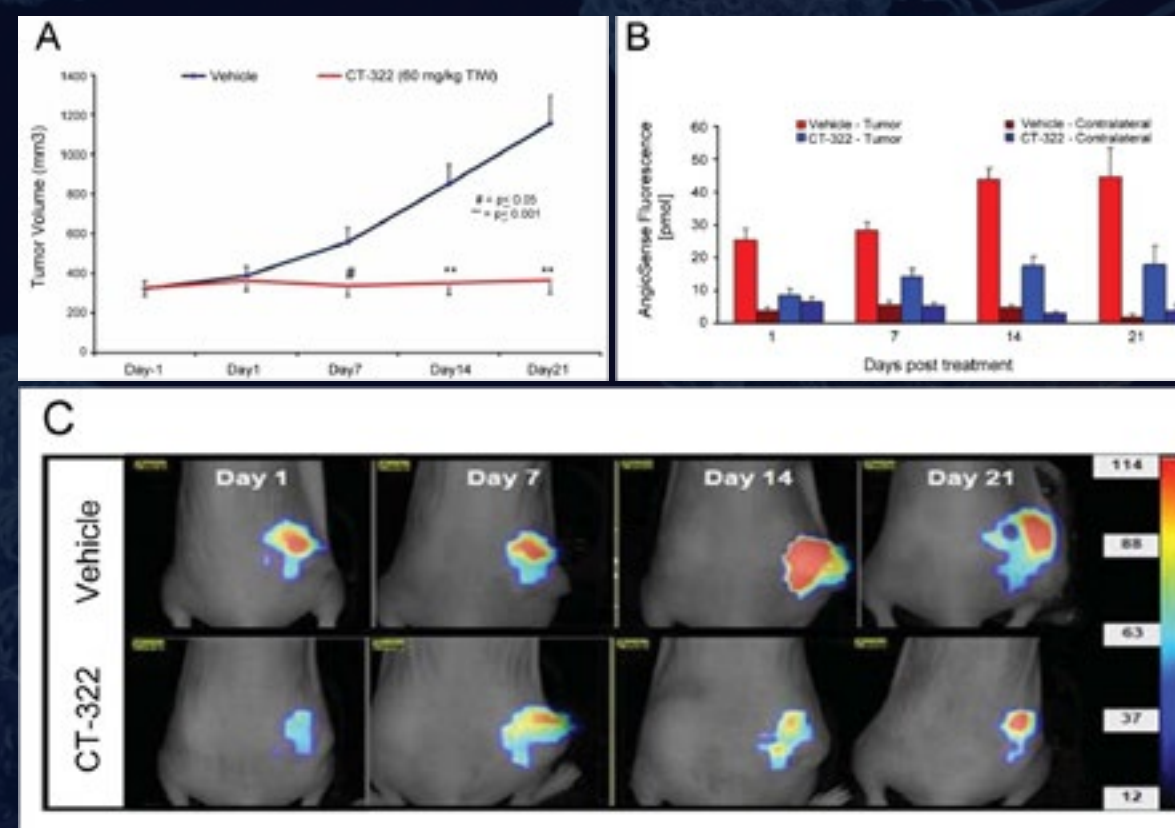 A
Vehicle
CT-322 (60 mg/kg TIW)
1400
1200
1000
800
600
400
200
0
Tumor Volume (mm3)
# = p≤ 0.05
** = p≤ 0.001
#
**
**
Day-1
Day1
Day7
Day14
Day21
B
Vehicle - Tumor
Vehicle - Contralateral
CT-322 - Tumor
CT-322 - Contralateral
AngioSense Fluorescence
[pmol]
60
50
40
30
20
10
0
1
7
14
21
Days post treatment
C
Vehicle
CT-322
Day 1
Day 7
Day 14
Day 21
114
88
63
37
12